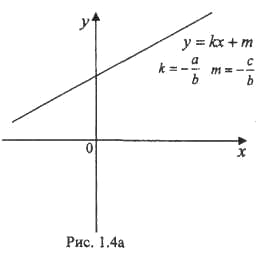 y
y = kx + m
k = -a/b m = -c/b
0
x
Рис. 1.4а